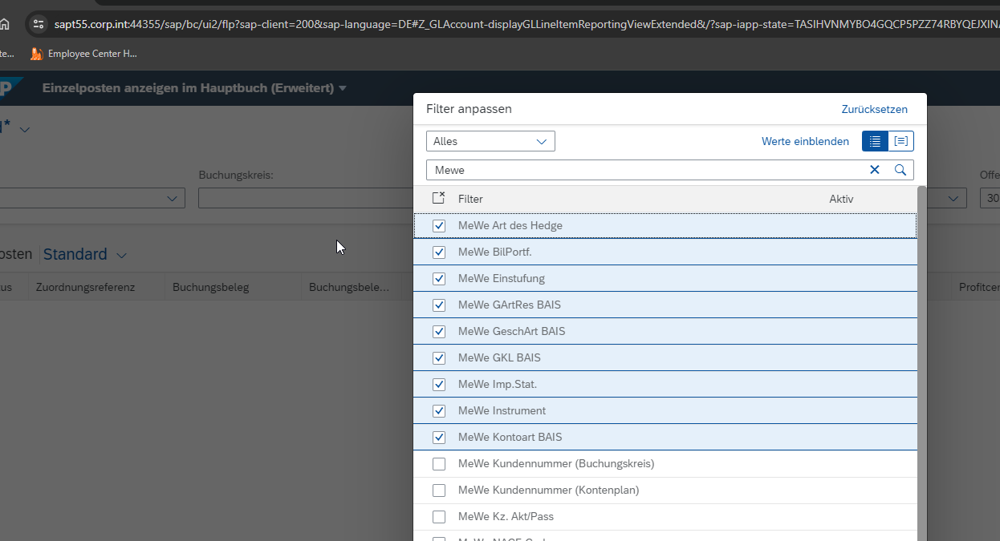 sapt55.corp.int:44355/sap/bc/ui2/flp?sap-client=200&sap-language=DE#Z_GLAccount-displayGLLineItemReportingViewExtended&/?sap-iapp-state=TASIHVNMYBO4GQCP5PZZ74RBYQEJXIN
te... Employee Center H...
P Einzelposten anzeigen im Hauptbuch (Erweitert)
Filter anpassen Zurücksetzen
Alles Werte einblenden
Mewe
Buchungskreis: Offe
30
Filter Aktiv
MeWe Art des Hedge
osten Standard
MeWe BilPortf.
MeWe Einstufung
us Zuordnungsreferenz Buchungsbeleg Buchungsbele... Profitcen
MeWe GArtRes BAIS
MeWe GeschArt BAIS
MeWe GKL BAIS
MeWe Imp.Stat.
MeWe Instrument
MeWe Kontoart BAIS
MeWe Kundennummer (Buchungskreis)
MeWe Kundennummer (Kontenplan)
MeWe Kz. Akt/Pass